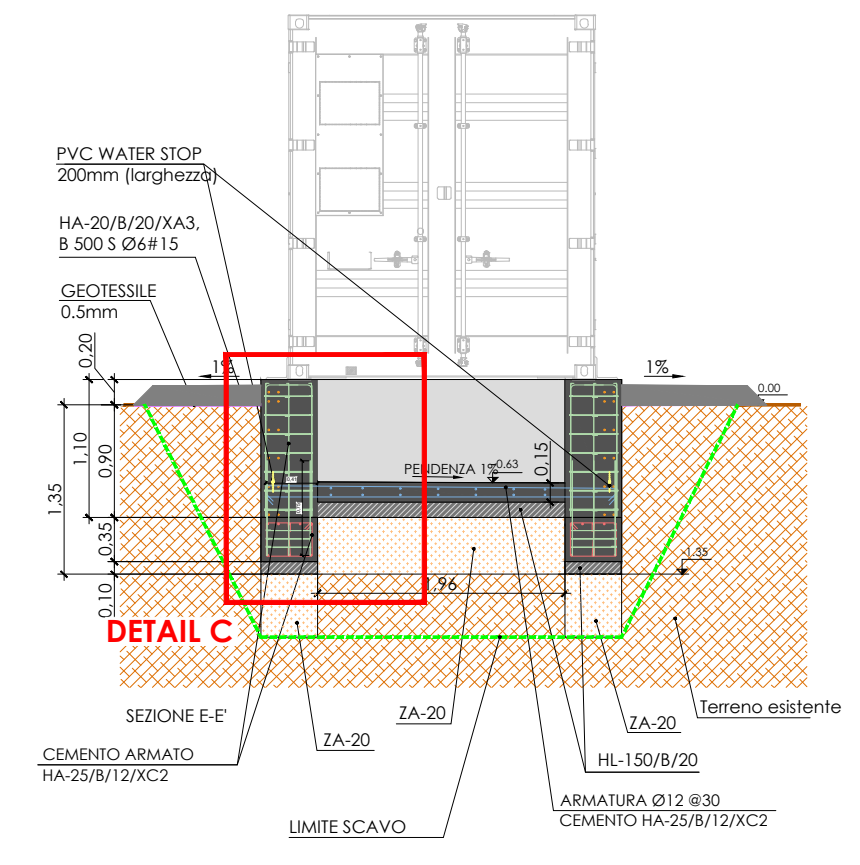 PVC WATER STOP
200mm (larghezza)
HA-20/B/20/XA3,
B 500 S Ø6#15
GEOTESSILE
0.5mm
0,20
1%
1%
0.00
1,10
0,90
1,35
PENDENZA 1%
-0.63
0,15
0.41
0,35
-1.35
0,10
1,96
DETAIL C
SEZIONE E-E'
ZA-20
ZA-20
ZA-20
Terreno esistente
CEMENTO ARMATO
HA-25/B/12/XC2
HL-150/B/20
ARMATURA Ø12 @30
CEMENTO HA-25/B/12/XC2
LIMITE SCAVO